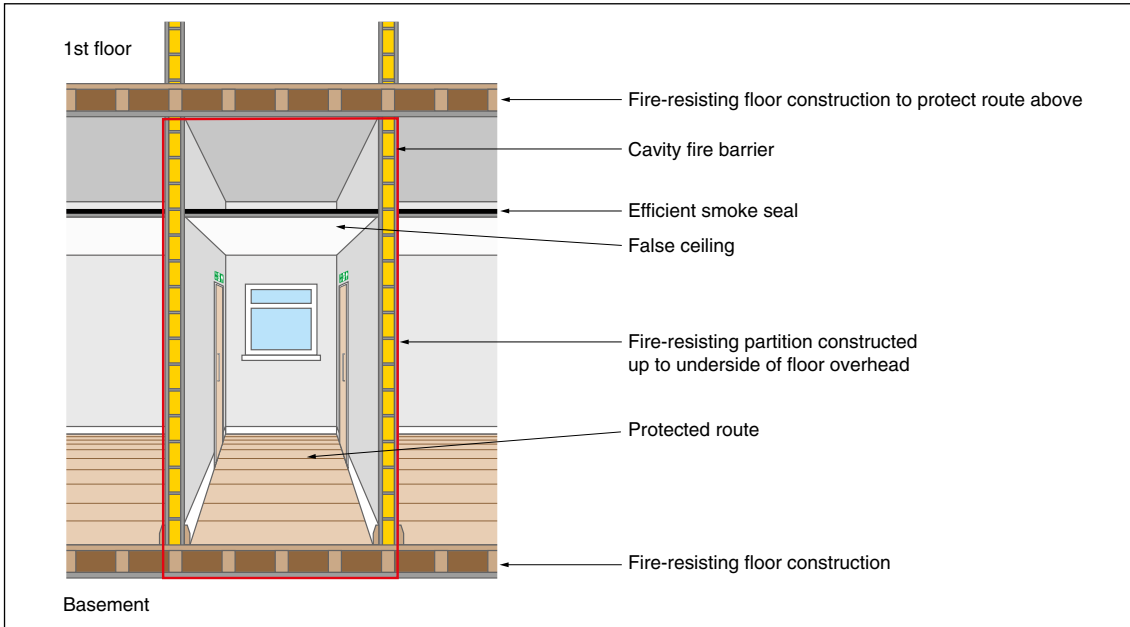 1st floor
Fire-resisting floor construction to protect route above
Cavity fire barrier
Efficient smoke seal
False ceiling
Fire-resisting partition constructed
up to underside of floor overhead
Protected route
Fire-resisting floor construction
Basement